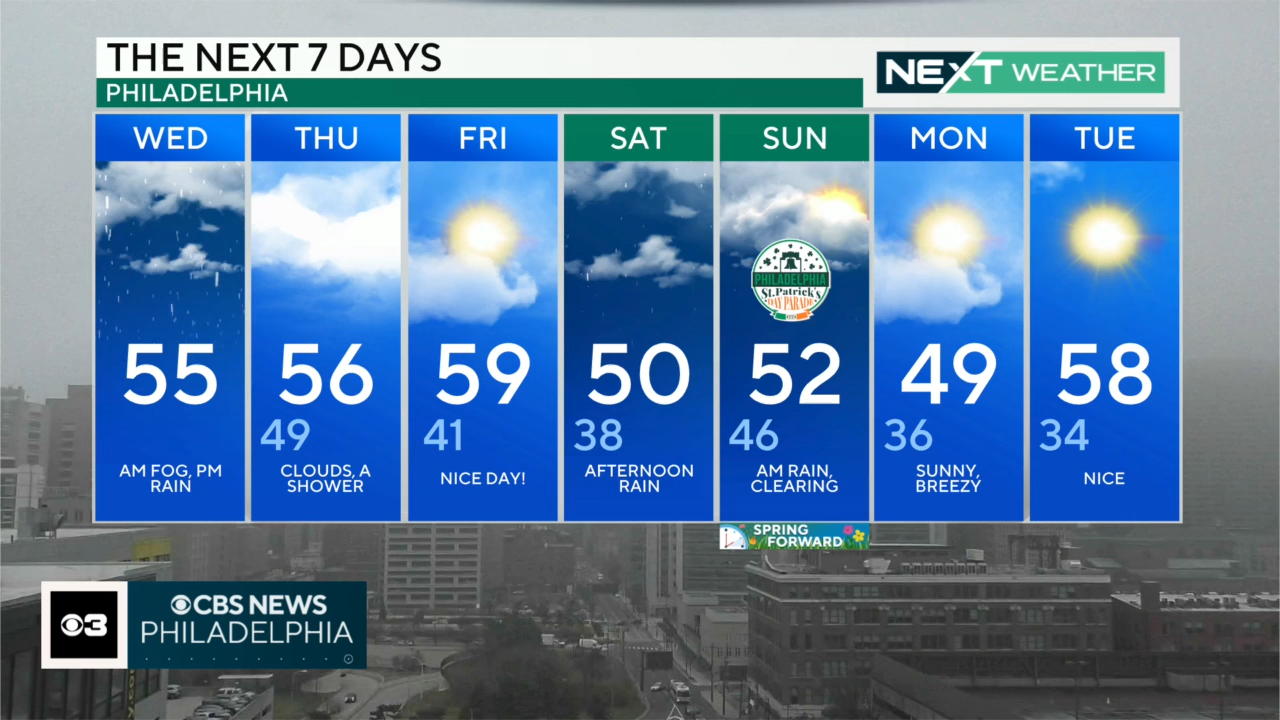 THE NEXT 7 DAYS
PHILADELPHIA
NEXT WEATHER
WED
THU
FRI
SAT
SUN
MON
TUE
PHILADELPHIA
St. Patrick's
DAY PARADE
55
56
59
50
52
49
58
49
41
38
46
36
34
AM FOG, PM
RAIN
CLOUDS, A
SHOWER
NICE DAY!
AFTERNOON
RAIN
AM RAIN,
CLEARING
SUNNY,
BREEZY
NICE
SPRING
FORWARD
3
CBS NEWS
PHILADELPHIA